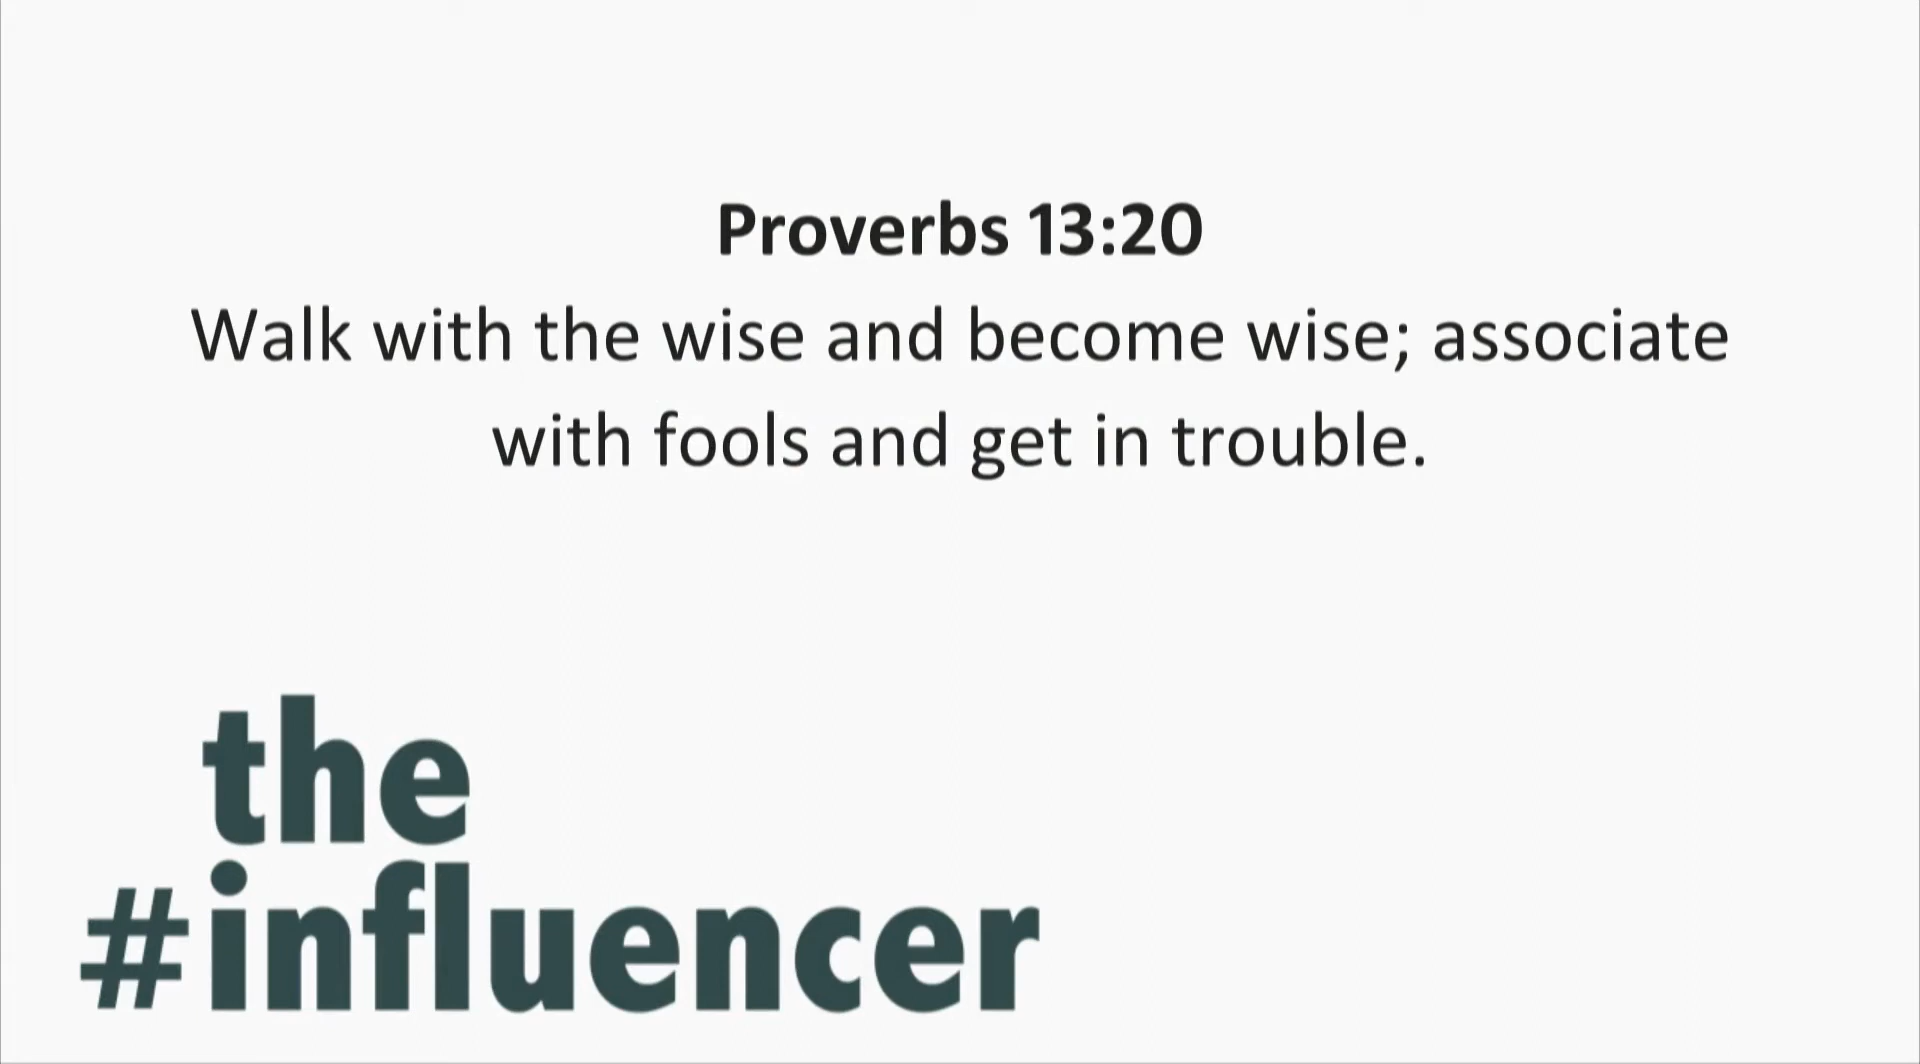 Proverbs 13:20
Walk with the wise and become wise; associate
with fools and get in trouble.
the
#influencer